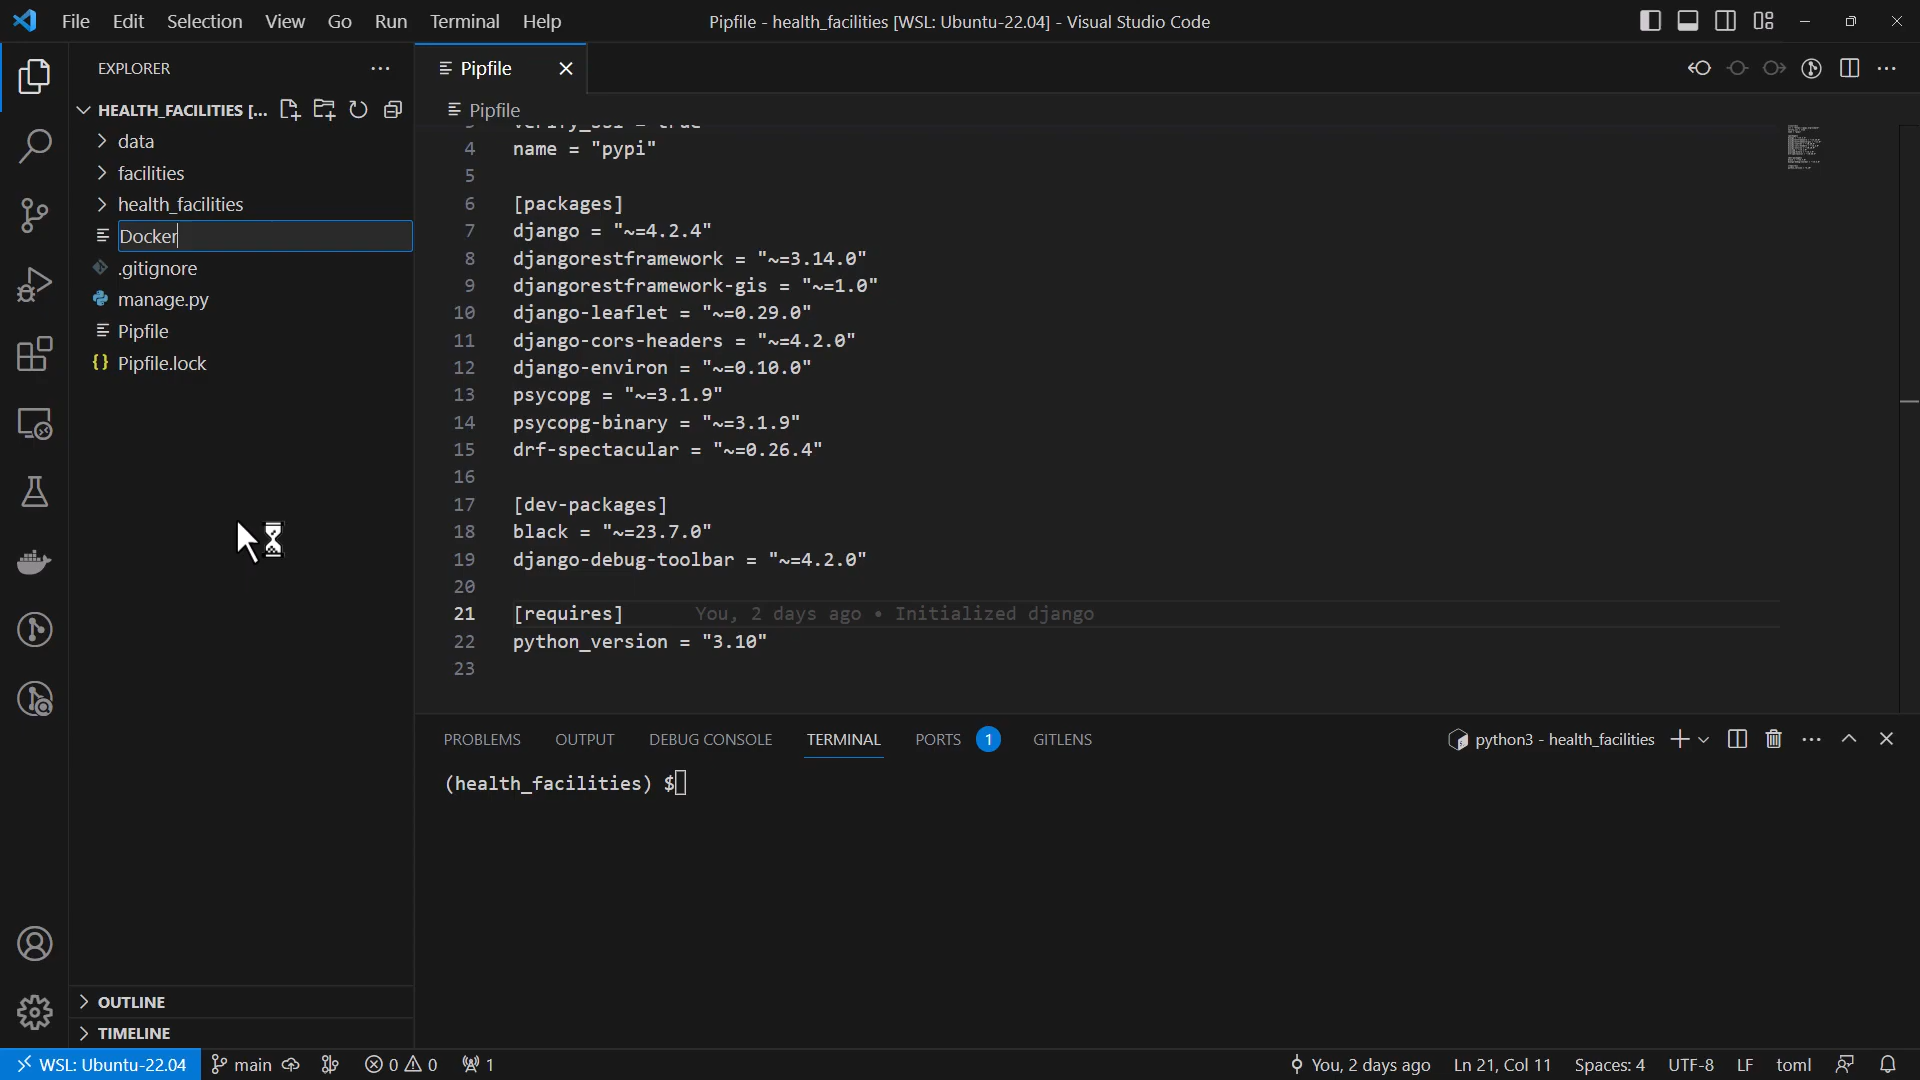 File Edit Selection View Go Run Terminal Help
Pipfile - health_facilities [WSL: Ubuntu-22.04] - Visual Studio Code
EXPLORER
HEALTH_FACILITIES [...
data
facilities
health_facilities
Docker
.gitignore
manage.py
Pipfile
{} Pipfile.lock
OUTLINE
TIMELINE
Pipfile
Pipfile
3 verify_ssl = true
4 name = "pypi"
5
6 [packages]
7 django = "~=4.2.4"
8 djangorestframework = "~=3.14.0"
9 djangorestframework-gis = "~=1.0"
10 django-leaflet = "~=0.29.0"
11 django-cors-headers = "~=4.2.0"
12 django-environ = "~=0.10.0"
13 psycopg = "~=3.1.9"
14 psycopg-binary = "~=3.1.9"
15 drf-spectacular = "~=0.26.4"
16
17 [dev-packages]
18 black = "~=23.7.0"
19 django-debug-toolbar = "~=4.2.0"
20
21 [requires] You, 2 days ago • Initialized django
22 python_version = "3.10"
23
PROBLEMS OUTPUT DEBUG CONSOLE TERMINAL PORTS 1 GITLENS
python3 - health_facilities
(health_facilities) $
WSL: Ubuntu-22.04 main 0 0 1 You, 2 days ago Ln 21, Col 11 Spaces: 4 UTF-8 LF toml